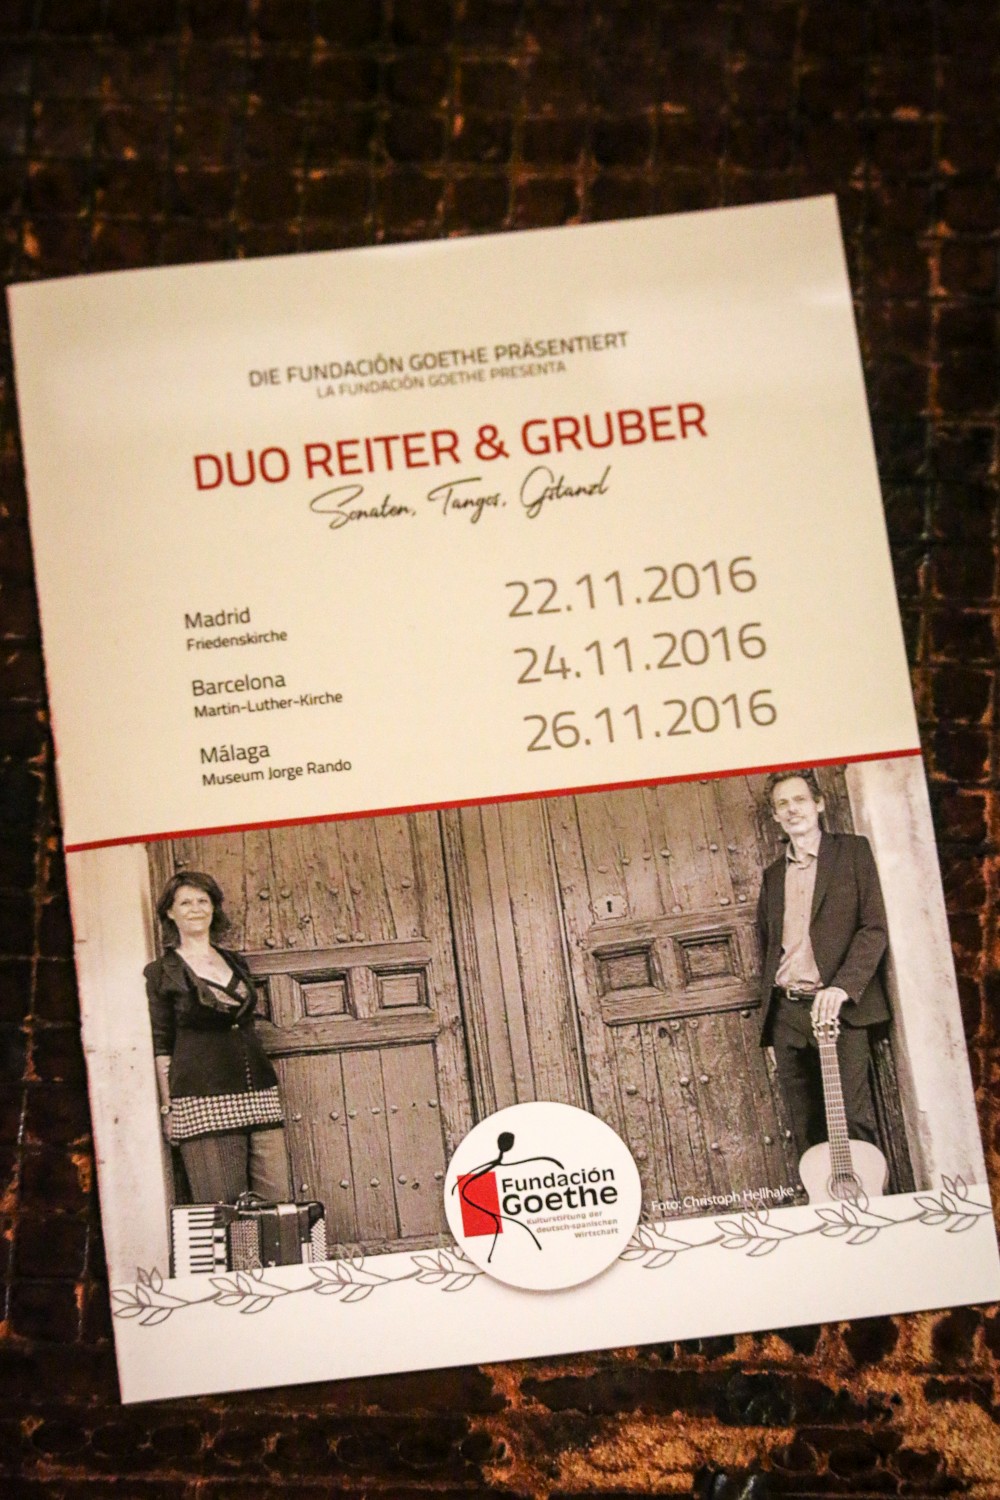 DIE FUNDACIÓN GOETHE PRÄSENTIERT
LA FUNDACIÓN GOETHE PRESENTA
DUO REITER & GRUBER
Sonaten, Tangos, Gstanzl
Madrid
Friedenskirche
22.11.2016
Barcelona
Martin-Luther-Kirche
24.11.2016
Málaga
Museum Jorge Rando
26.11.2016
Fundación
Goethe
Kulturstiftung der
deutsch-spanischen
Wirtschaft
Foto: Christoph Hellhake